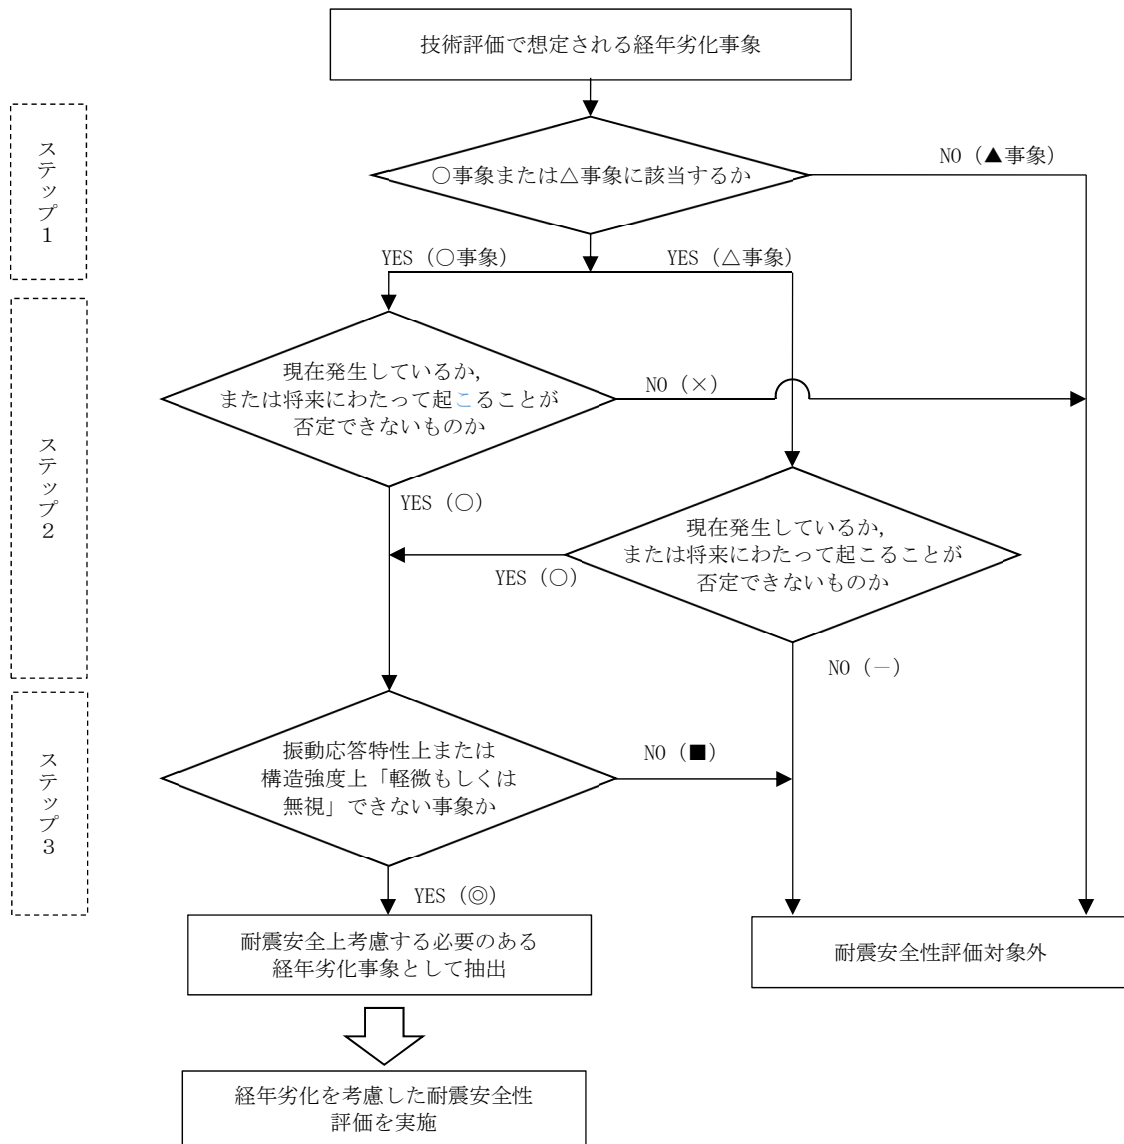 技術評価で想定される経年劣化事象
ステップ1
○事象または△事象に該当するか
NO（▲事象）
YES（○事象）
YES（△事象）
ステップ2
現在発生しているか,
または将来にわたって起こることが
否定できないものか
NO（×）
YES（○）
現在発生しているか,
または将来にわたって起こることが
否定できないものか
YES（○）
NO（－）
ステップ3
振動応答特性上または
構造強度上「軽微もしくは
無視」できない事象か
NO（■）
YES（◎）
耐震安全上考慮する必要のある
経年劣化事象として抽出
耐震安全性評価対象外
経年劣化を考慮した耐震安全性
評価を実施